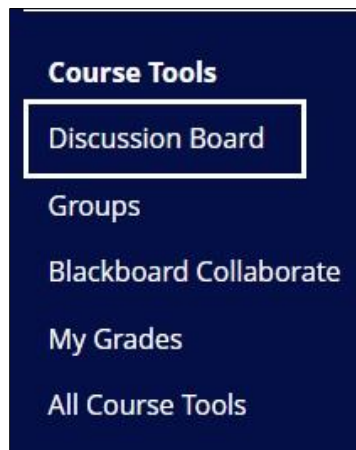 Course Tools
Discussion Board
Groups
Blackboard Collaborate
My Grades
All Course Tools